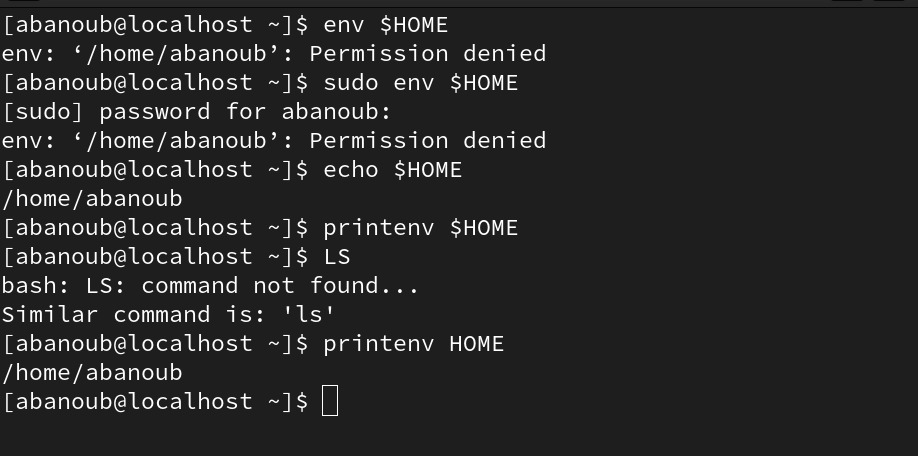 [abanoub@localhost ~]$ env $HOME
env: ‘/home/abanoub’: Permission denied
[abanoub@localhost ~]$ sudo env $HOME
[sudo] password for abanoub:
env: ‘/home/abanoub’: Permission denied
[abanoub@localhost ~]$ echo $HOME
/home/abanoub
[abanoub@localhost ~]$ printenv $HOME
[abanoub@localhost ~]$ LS
bash: LS: command not found...
Similar command is: 'ls'
[abanoub@localhost ~]$ printenv HOME
/home/abanoub
[abanoub@localhost ~]$